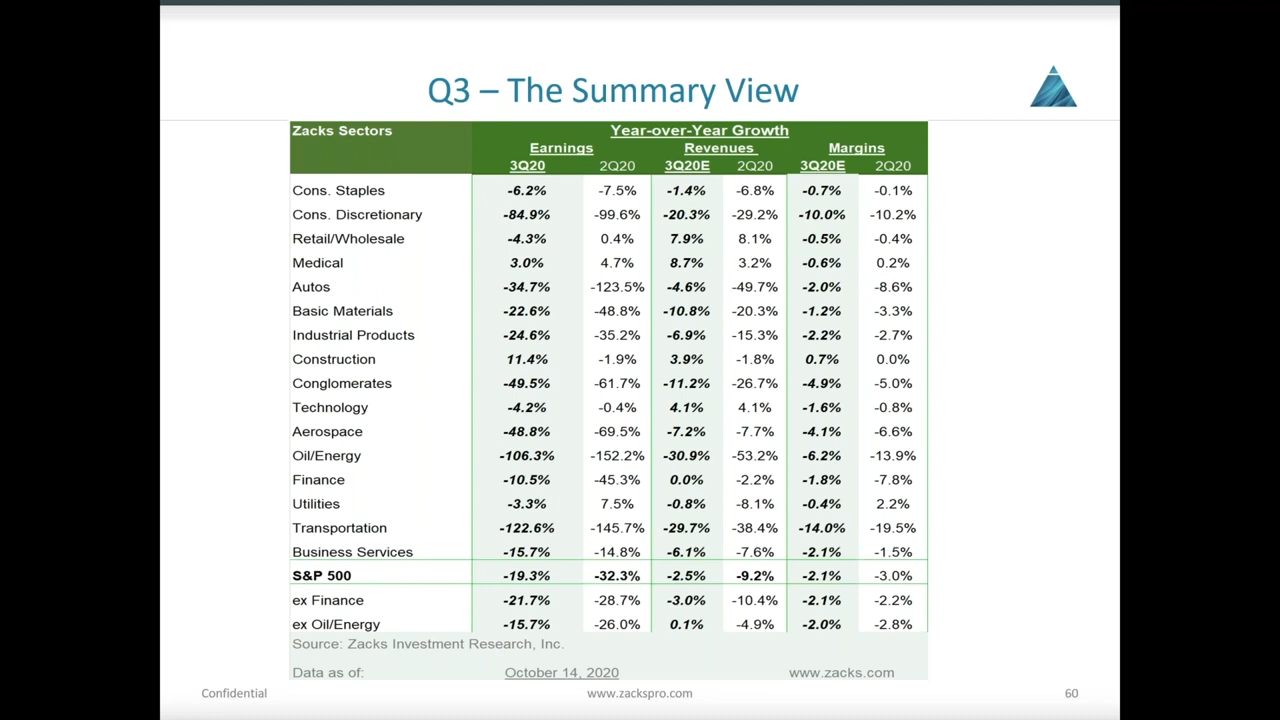 Q3 – The Summary View
Zacks Sectors Year-over-Year Growth
Earnings Revenues Margins
3Q20 2Q20 3Q20E 2Q20 3Q20E 2Q20
Cons. Staples -6.2% -7.5% -1.4% -6.8% -0.7% -0.1%
Cons. Discretionary -84.9% -99.6% -20.3% -29.2% -10.0% -10.2%
Retail/Wholesale -4.3% 0.4% 7.9% 8.1% -0.5% -0.4%
Medical 3.0% 4.7% 8.7% 3.2% -0.6% 0.2%
Autos -34.7% -123.5% -4.6% -49.7% -2.0% -8.6%
Basic Materials -22.6% -48.8% -10.8% -20.3% -1.2% -3.3%
Industrial Products -24.6% -35.2% -6.9% -15.3% -2.2% -2.7%
Construction 11.4% -1.9% 3.9% -1.8% 0.7% 0.0%
Conglomerates -49.5% -61.7% -11.2% -26.7% -4.9% -5.0%
Technology -4.2% -0.4% 4.1% 4.1% -1.6% -0.8%
Aerospace -48.8% -69.5% -7.2% -7.7% -4.1% -6.6%
Oil/Energy -106.3% -152.2% -30.9% -53.2% -6.2% -13.9%
Finance -10.5% -45.3% 0.0% -2.2% -1.8% -7.8%
Utilities -3.3% 7.5% -0.8% -8.1% -0.4% 2.2%
Transportation -122.6% -145.7% -29.7% -38.4% -14.0% -19.5%
Business Services -15.7% -14.8% -6.1% -7.6% -2.1% -1.5%
S&P 500 -19.3% -32.3% -2.5% -9.2% -2.1% -3.0%
ex Finance -21.7% -28.7% -3.0% -10.4% -2.1% -2.2%
ex Oil/Energy -15.7% -26.0% 0.1% -4.9% -2.0% -2.8%
Source: Zacks Investment Research, Inc.
Data as of: October 14, 2020 www.zacks.com
Confidential www.zackspro.com 60